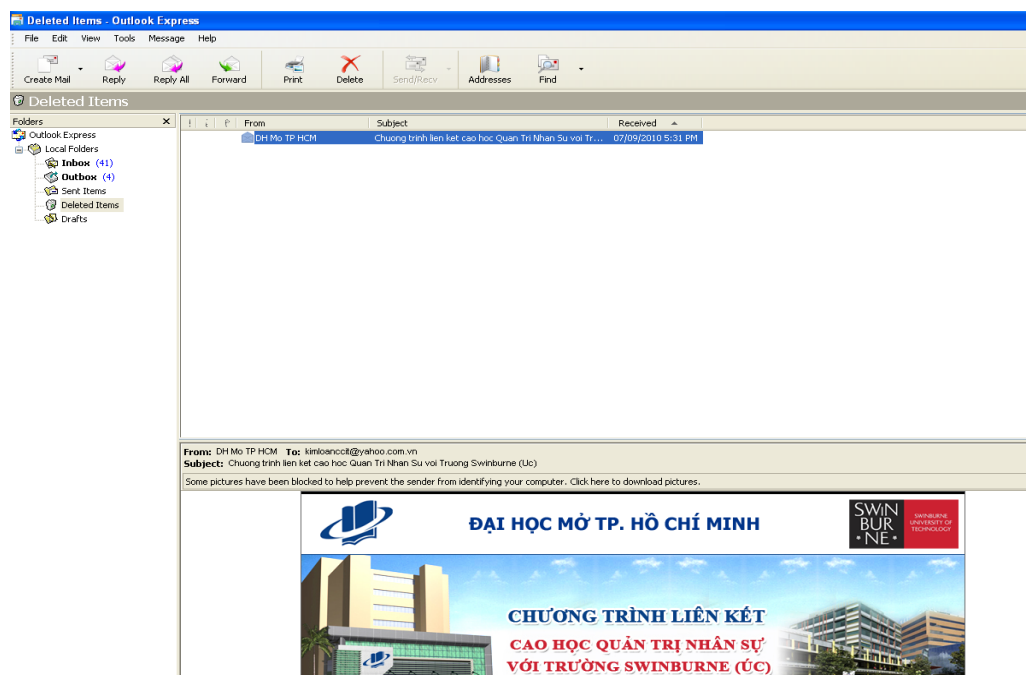 Deleted Items - Outlook Express
File Edit View Tools Message Help
Create Mail Reply Reply All Forward Print Delete Send/Recv Addresses Find
Deleted Items
Folders
Outlook Express
Local Folders
Inbox (41)
Outbox (4)
Sent Items
Deleted Items
Drafts
From Subject Received
DH Mo TP HCM Chuong trinh lien ket cao hoc Quan Tri Nhan Su voi Tr... 07/09/2010 5:31 PM
From: DH Mo TP HCM To: kimloanccit@yahoo.com.vn
Subject: Chuong trinh lien ket cao hoc Quan Tri Nhan Su voi Truong Swinburne (Uc)
Some pictures have been blocked to help prevent the sender from identifying your computer. Click here to download pictures.
ĐẠI HỌC MỞ TP. HỒ CHÍ MINH
SWIN
BUR
• NE •
SWINBURNE
UNIVERSITY OF
TECHNOLOGY
CHƯƠNG TRÌNH LIÊN KẾT
CAO HỌC QUẢN TRỊ NHÂN SỰ
VỚI TRƯỜNG SWINBURNE (ÚC)